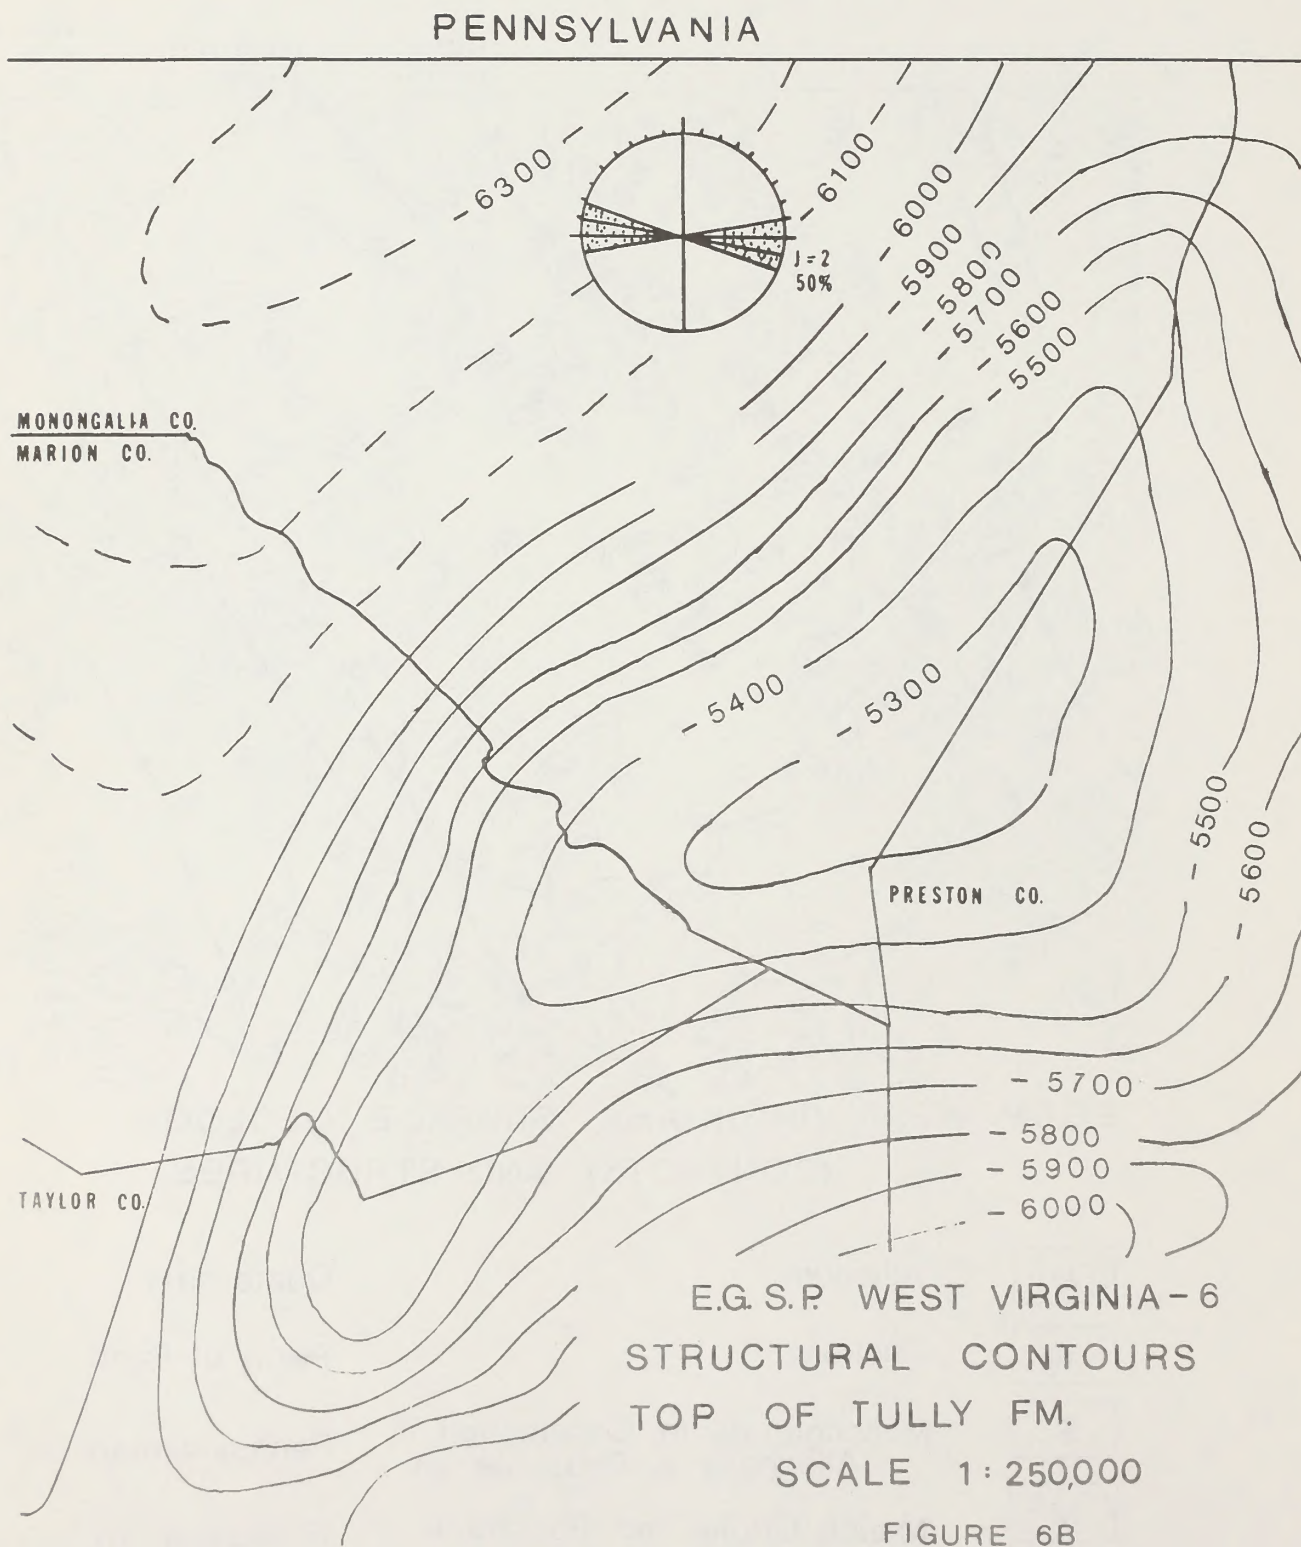 PENNSYLVANIA
- 6300
- 6100
- 6000
- 5900
- 5800
- 5700
- 5600
- 5500
J = 2
50%
MONONGALIA CO.
MARION CO.
- 5400
- 5300
- 5500
- 5600
PRESTON CO.
- 5700
- 5800
- 5900
- 6000
TAYLOR CO.
E.G.S.P. WEST VIRGINIA - 6
STRUCTURAL CONTOURS
TOP OF TULLY FM.
SCALE 1 : 250,000
FIGURE 6B